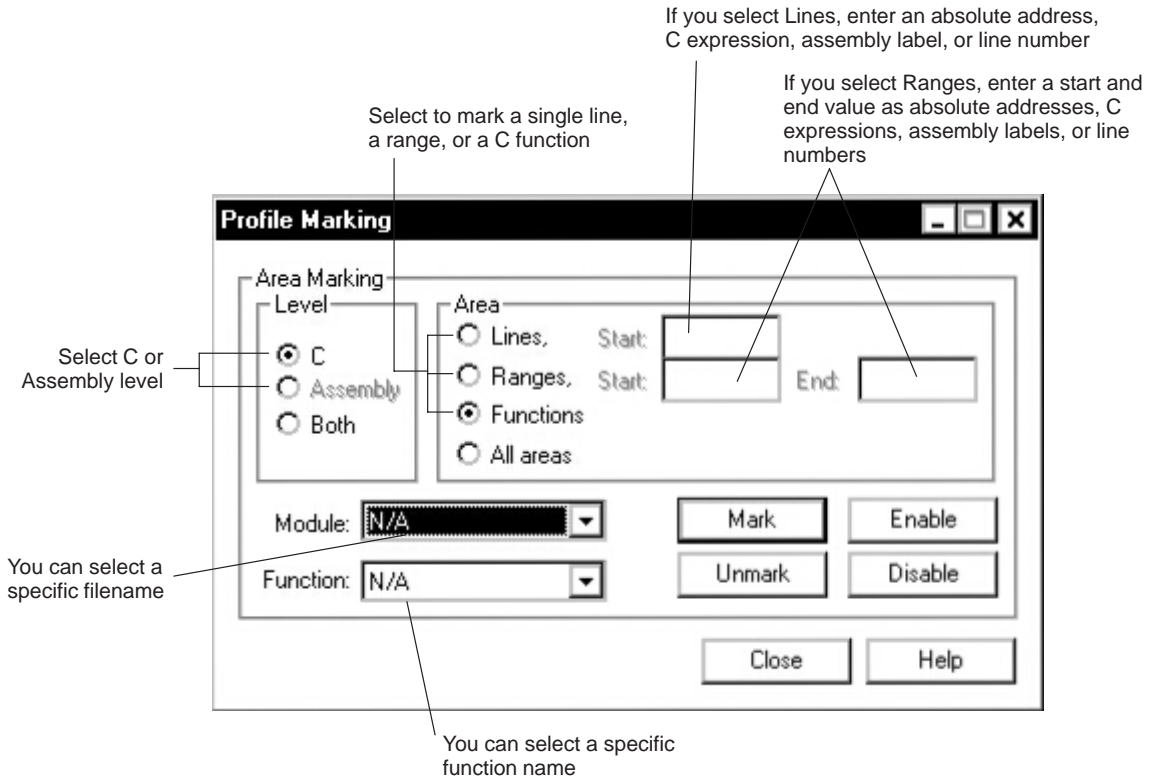 If you select Lines, enter an absolute address,
C expression, assembly label, or line number
If you select Ranges, enter a start and
end value as absolute addresses, C
expressions, assembly labels, or line
numbers
Select to mark a single line,
a range, or a C function
Profile Marking
Area Marking
Level
C
Assembly
Both
Select C or
Assembly level
Area
Lines, Start:
Ranges, Start: End:
Functions
All areas
Module: N/A
Function: N/A
Mark Enable
Unmark Disable
You can select a
specific filename
Close Help
You can select a specific
function name